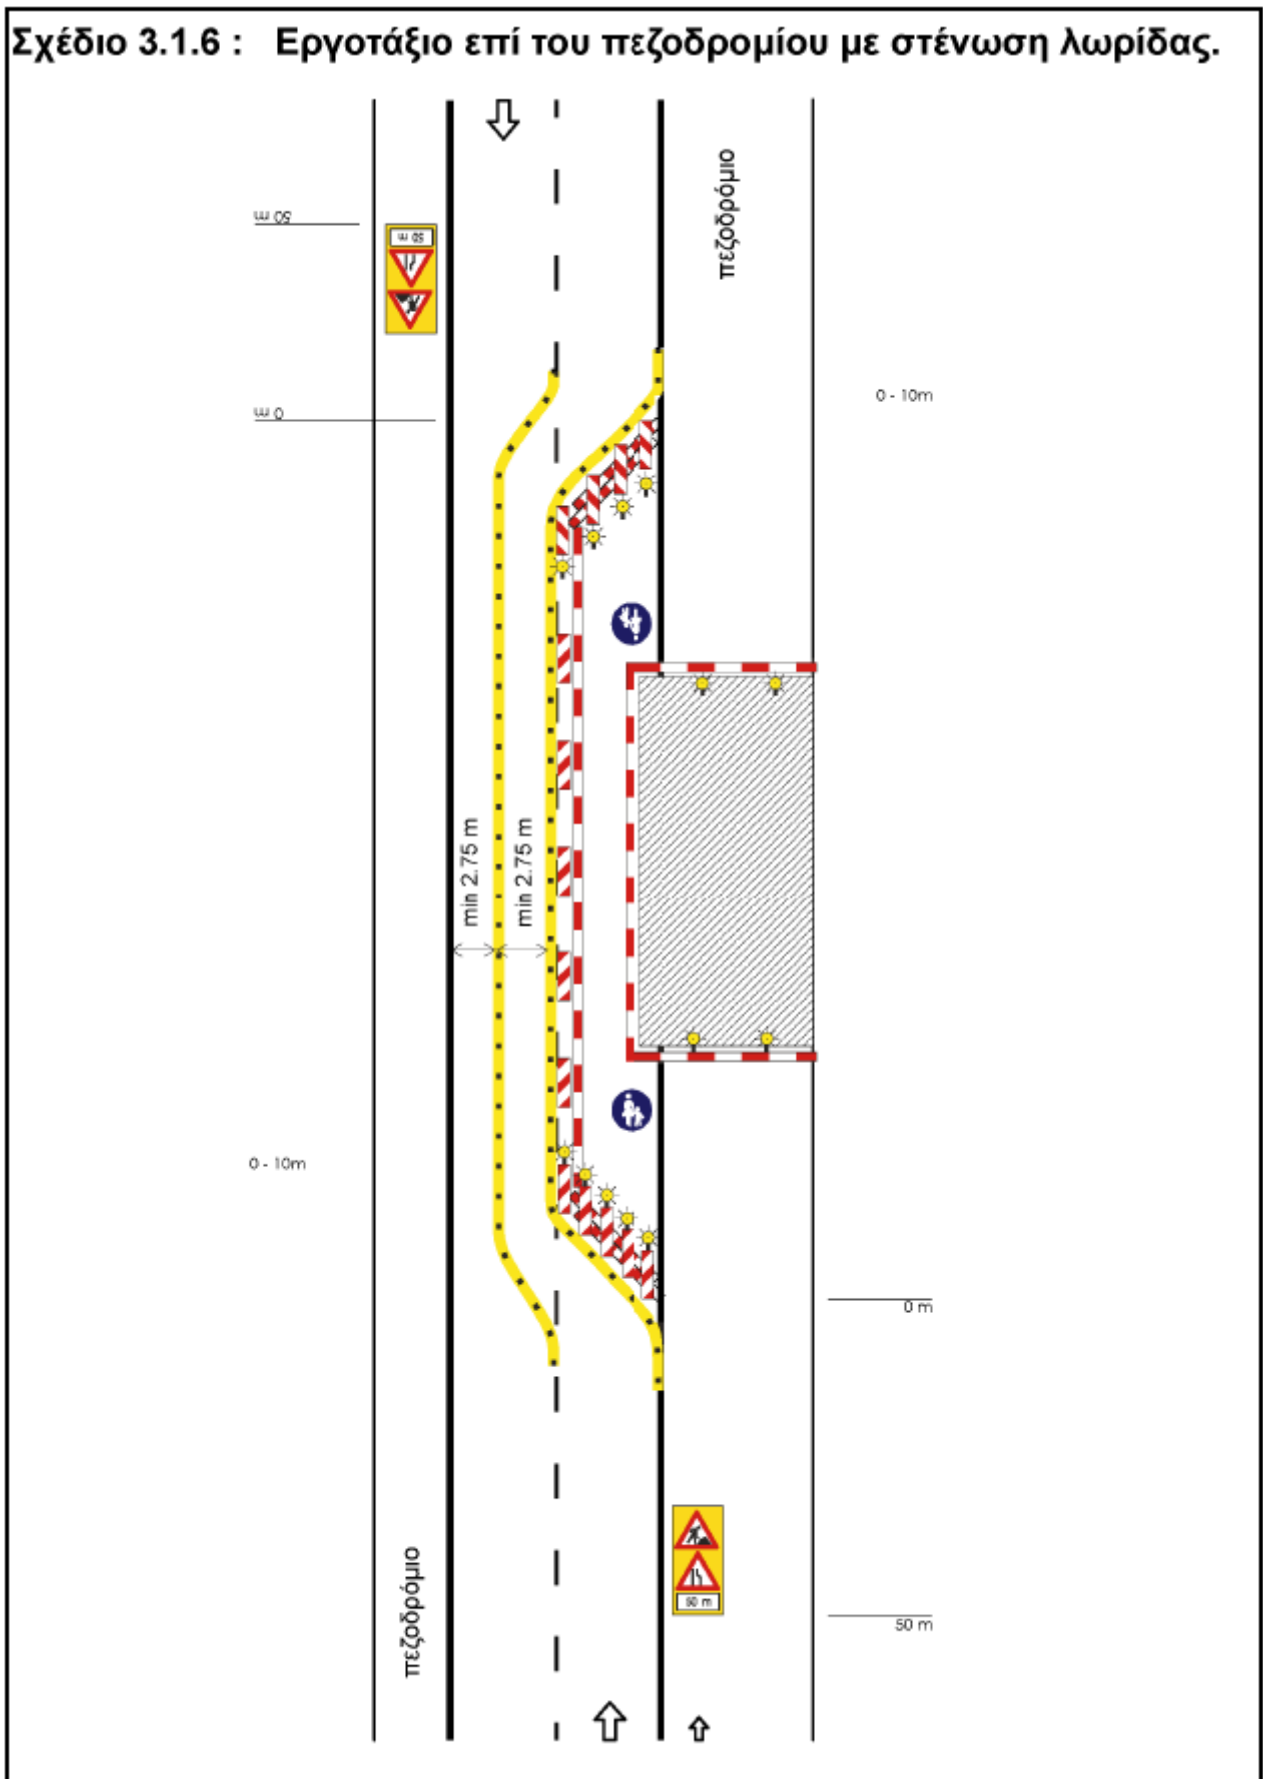 Σχέδιο 3.1.6 :   Εργοτάξιο επί του πεζοδρομίου με στένωση λωρίδας.
πεζοδρόμιο
50 m
50 m
0 - 10m
0 m
min 2.75 m
min 2.75 m
0 - 10m
0 m
50 m
50 m
πεζοδρόμιο